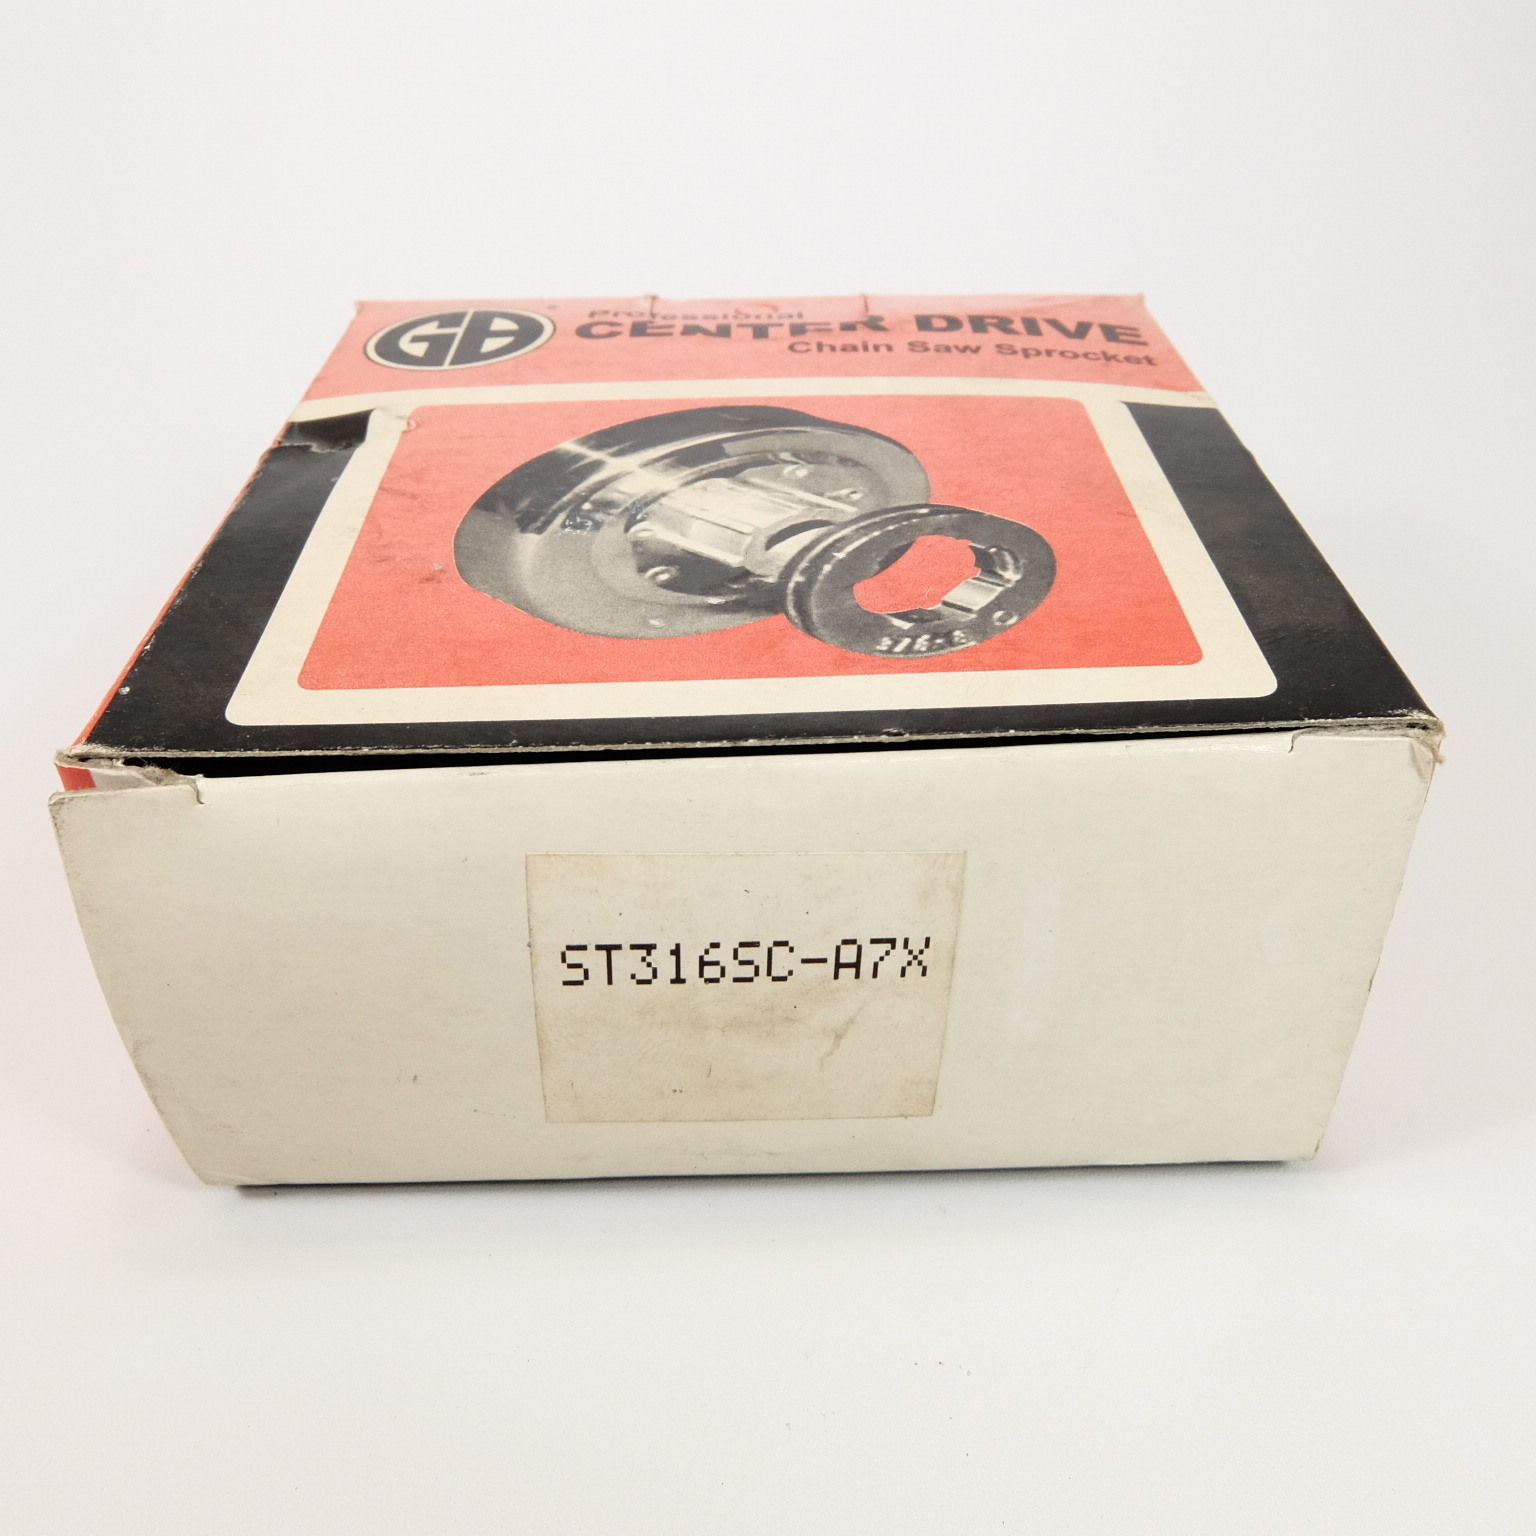 GB
Professional
CENTER DRIVE
Chain Saw Sprocket
ST316SC-A7X